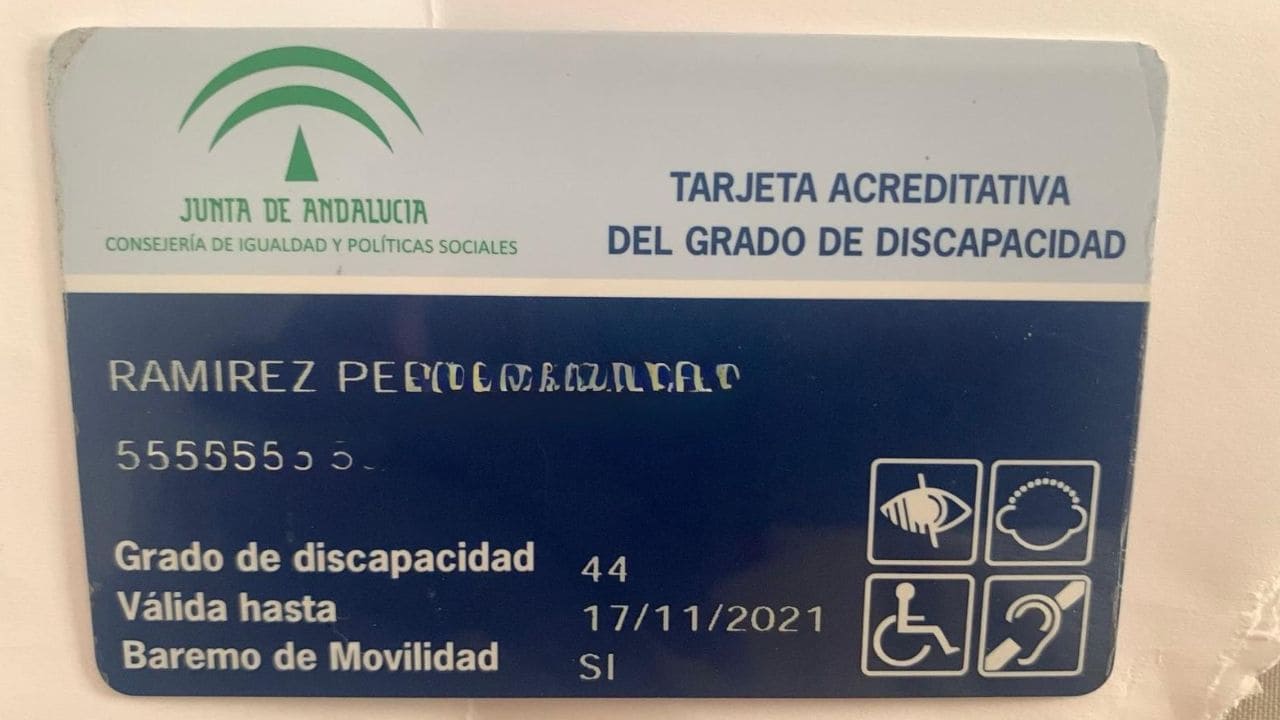 JUNTA DE ANDALUCIA
CONSEJERÍA DE IGUALDAD Y POLÍTICAS SOCIALES
TARJETA ACREDITATIVA
DEL GRADO DE DISCAPACIDAD
RAMIREZ
Grado de discapacidad 44
Válida hasta 17/11/2021
Baremo de Movilidad SI